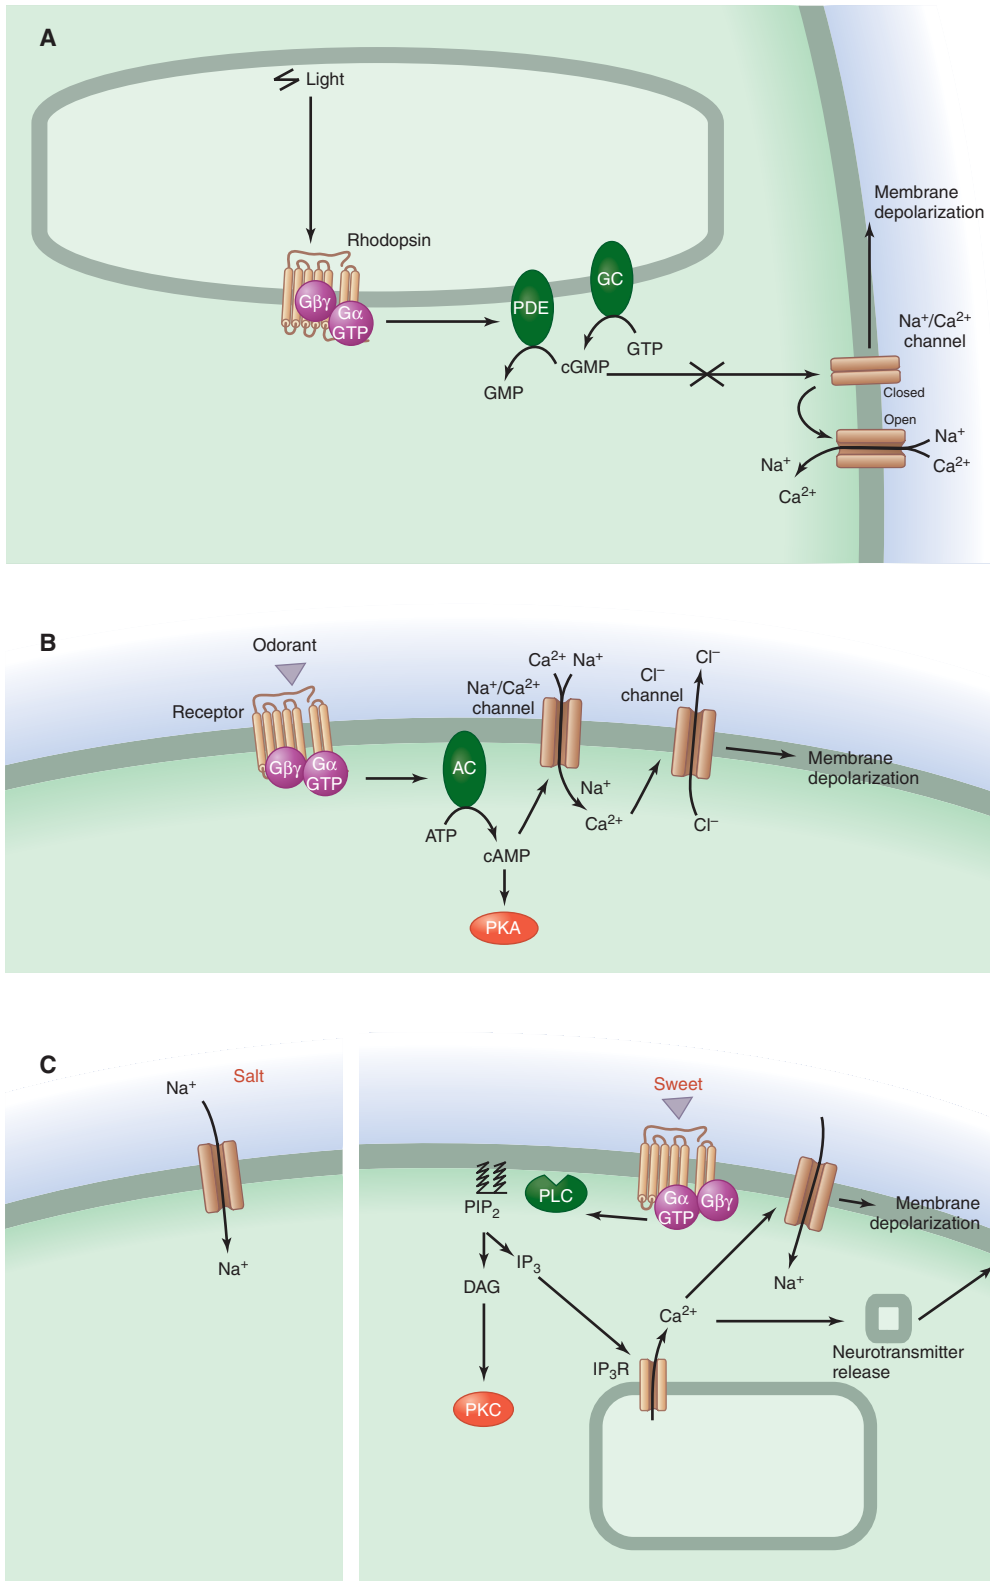 A
Light
Rhodopsin
Gβγ
Gα
GTP
PDE
GC
GTP
cGMP
GMP
Membrane
depolarization
Na⁺/Ca²⁺
channel
Closed
Open
Na⁺
Ca²⁺
Na⁺
Ca²⁺
B
Odorant
Receptor
Gβγ
Gα
GTP
AC
ATP
cAMP
PKA
Ca²⁺ Na⁺
Na⁺/Ca²⁺
channel
Na⁺
Ca²⁺
Cl⁻
Cl⁻
channel
Cl⁻
Membrane
depolarization
C
Na⁺
Salt
Na⁺
Sweet
PIP₂
PLC
Gα
GTP
Gβγ
IP₃
DAG
PKC
Ca²⁺
IP₃R
Na⁺
Membrane
depolarization
Neurotransmitter
release